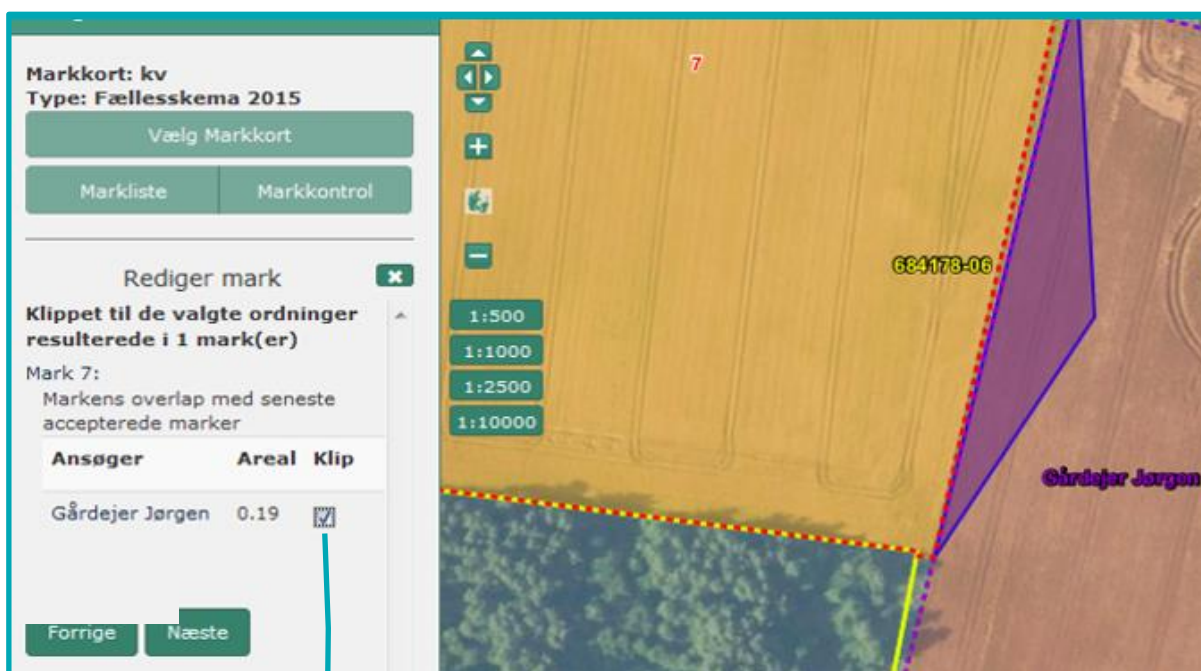 Markkort: kv
Type: Fællesskema 2015
Vælg Markkort
Markliste Markkontrol
Rediger mark
Klippet til de valgte ordninger
resulterede i 1 mark(er)
Mark 7:
Markens overlap med seneste
accepterede marker
Ansøger Areal Klip
Gårdejer Jørgen 0.19
Forrige Næste
1:500
1:1000
1:2500
1:10000
7
684178-06
Gårdejer Jørgen